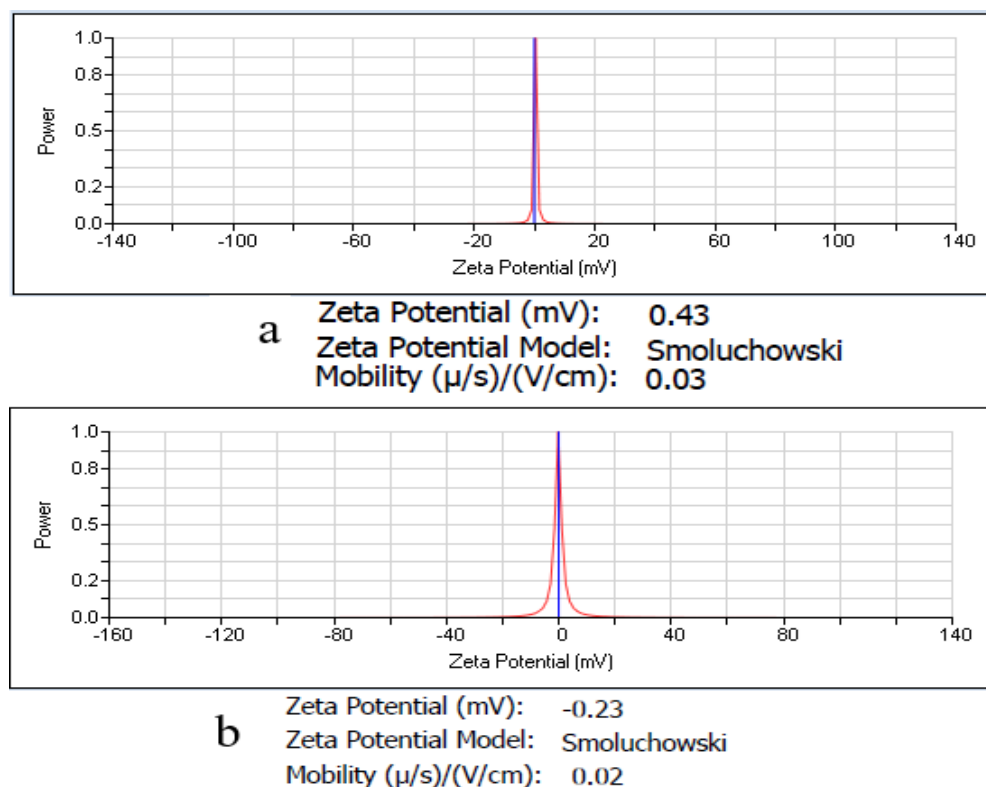 1.0
0.8
0.5
0.2
0.0
Power
-140 -100 -60 -20 20 60 100 140
Zeta Potential (mV)
a
Zeta Potential (mV): 0.43
Zeta Potential Model: Smoluchowski
Mobility (µ/s)/(V/cm): 0.03
1.0
0.8
0.5
0.2
0.0
Power
-160 -120 -80 -40 0 40 80 140
Zeta Potential (mV)
b
Zeta Potential (mV): -0.23
Zeta Potential Model: Smoluchowski
Mobility (µ/s)/(V/cm): 0.02